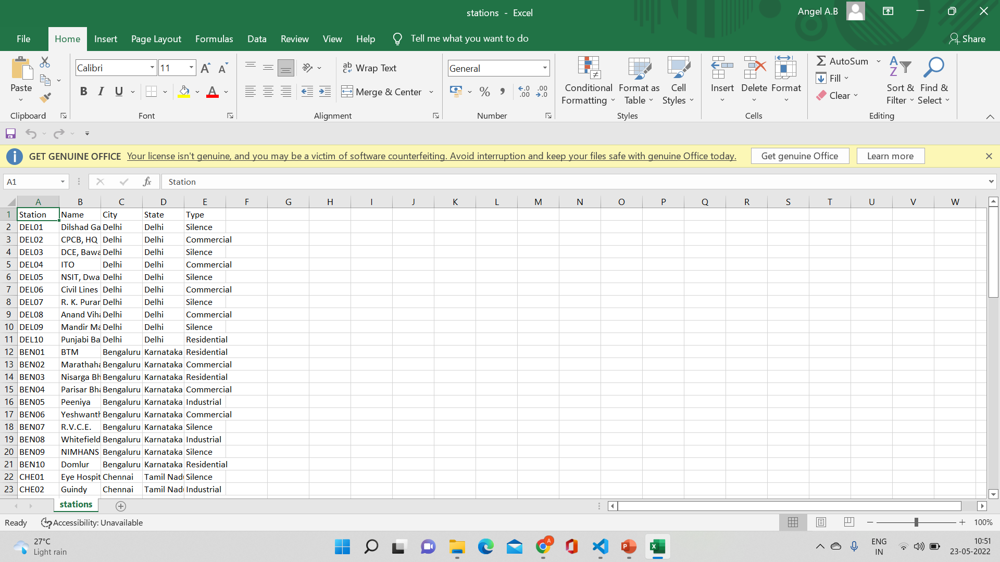 stations - Excel
Angel A.B
File Home Insert Page Layout Formulas Data Review View Help Tell me what you want to do Share
Calibri 11 Wrap Text General AutoSum
Paste B I U Merge & Center % Conditional Formatting Format as Table Cell Styles Insert Delete Format Fill Clear Sort & Filter Find & Select
Clipboard Font Alignment Number Styles Cells Editing
GET GENUINE OFFICE Your license isn't genuine, and you may be a victim of software counterfeiting. Avoid interruption and keep your files safe with genuine Office today. Get genuine Office Learn more
A1 fx Station
A B C D E F G H I J K L M N O P Q R S T U V W
1 Station Name City State Type
2 DEL01 Dilshad Ga Delhi Delhi Silence
3 DEL02 CPCB, HQ Delhi Delhi Commercial
4 DEL03 DCE, Bawa Delhi Delhi Silence
5 DEL04 ITO Delhi Delhi Commercial
6 DEL05 NSIT, Dwa Delhi Delhi Silence
7 DEL06 Civil Lines Delhi Delhi Commercial
8 DEL07 R. K. Puran Delhi Delhi Silence
9 DEL08 Anand Viha Delhi Delhi Commercial
10 DEL09 Mandir Ma Delhi Delhi Silence
11 DEL10 Punjabi Ba Delhi Delhi Residential
12 BEN01 BTM Bengaluru Karnataka Residential
13 BEN02 Marathaha Bengaluru Karnataka Commercial
14 BEN03 Nisarga Bh Bengaluru Karnataka Residential
15 BEN04 Parisar Bha Bengaluru Karnataka Commercial
16 BEN05 Peeniya Bengaluru Karnataka Industrial
17 BEN06 Yeshwanth Bengaluru Karnataka Commercial
18 BEN07 R.V.C.E. Bengaluru Karnataka Silence
19 BEN08 Whitefield Bengaluru Karnataka Industrial
20 BEN09 NIMHANS Bengaluru Karnataka Silence
21 BEN10 Domlur Bengaluru Karnataka Residential
22 CHE01 Eye Hospit Chennai Tamil Nadu Silence
23 CHE02 Guindy Chennai Tamil Nadu Industrial
stations
Ready Accessibility: Unavailable 100%
27°C
Light rain
ENG
IN
10:51
23-05-2022